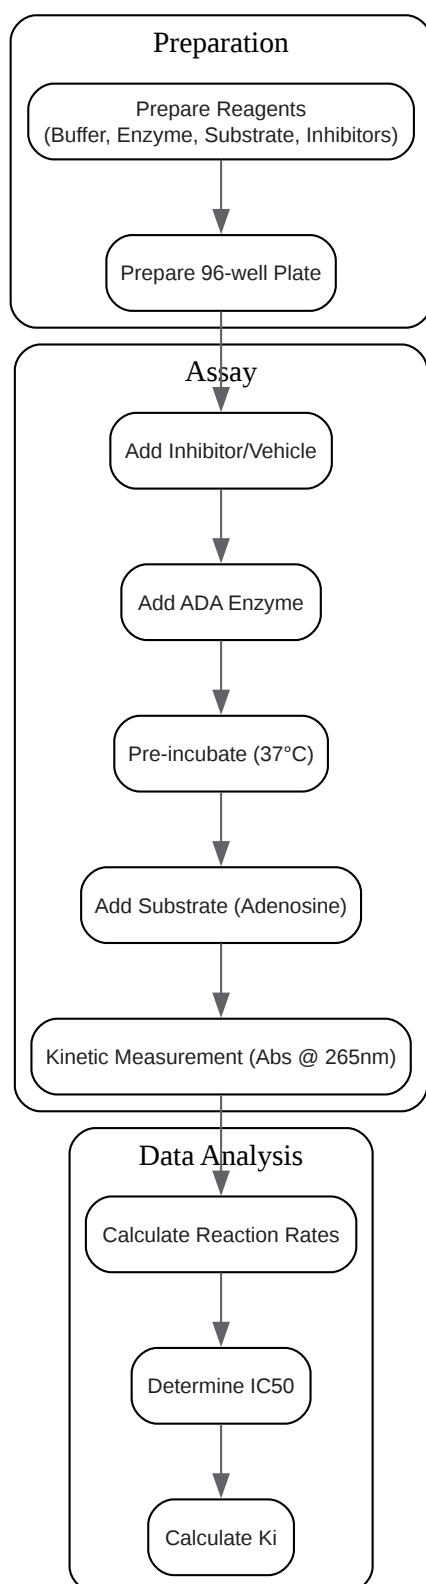 Preparation
Prepare Reagents
(Buffer, Enzyme, Substrate, Inhibitors)
Prepare 96-well Plate
Assay
Add Inhibitor/Vehicle
Add ADA Enzyme
Pre-incubate (37°C)
Add Substrate (Adenosine)
Kinetic Measurement (Abs @ 265nm)
Data Analysis
Calculate Reaction Rates
Determine IC50
Calculate Ki